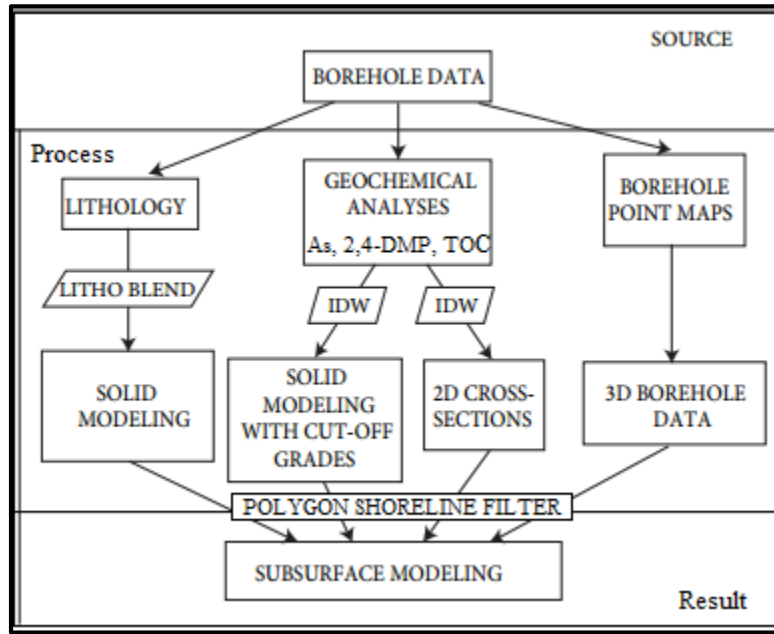 SOURCE
BOREHOLE DATA
Process
LITHOLOGY
GEOCHEMICAL
ANALYSES
As, 2,4-DMP, TOC
BOREHOLE
POINT MAPS
LITHO BLEND
IDW
IDW
SOLID
MODELING
SOLID
MODELING
WITH CUT-OFF
GRADES
2D CROSS-
SECTIONS
3D BOREHOLE
DATA
POLYGON SHORELINE FILTER
SUBSURFACE MODELING
Result